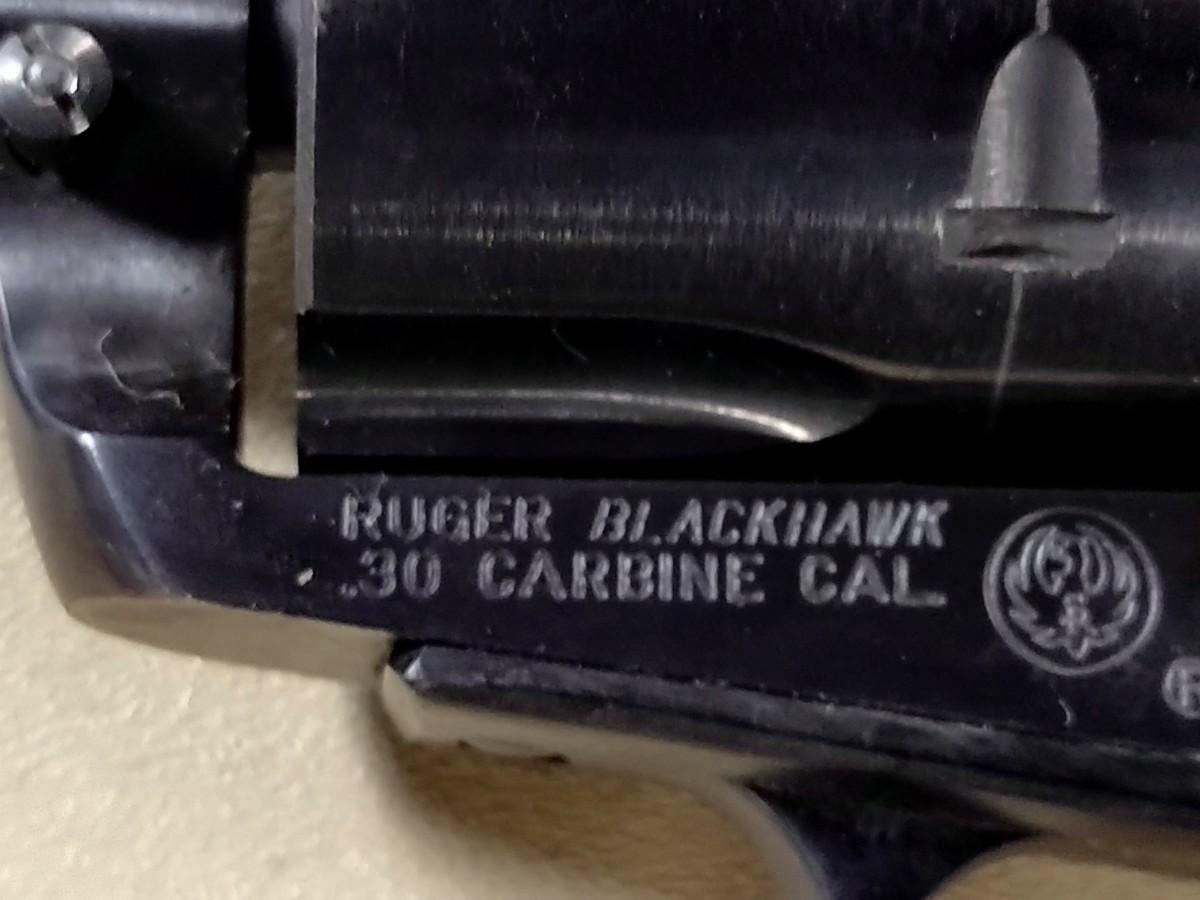 RUGER BLACKHAWK
.30 CARBINE CAL.
®